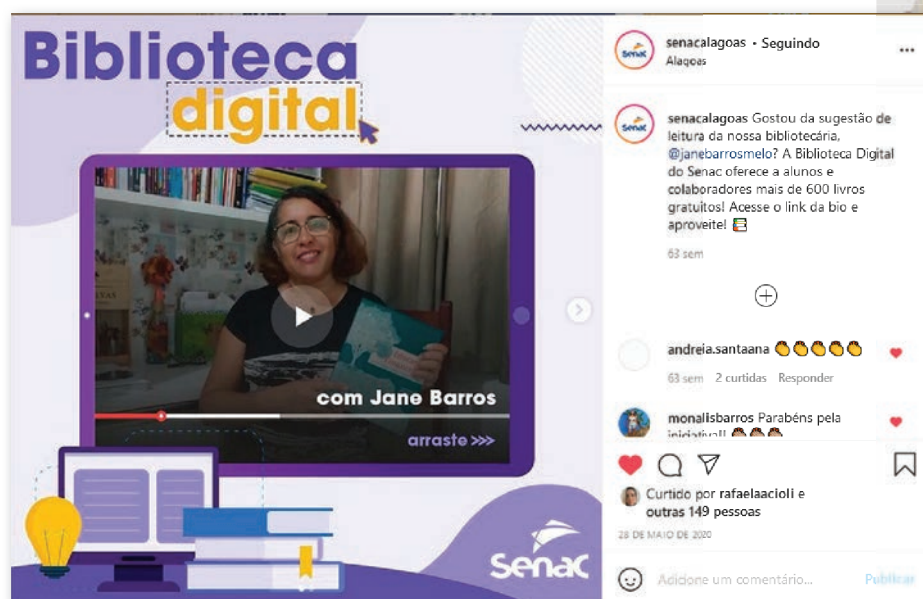 Biblioteca
digital
com Jane Barros
arraste >>>
Senac
Senac
senacalagoas • Seguindo
Alagoas
...
Senac
senacalagoas Gostou da sugestão de
leitura da nossa bibliotecária,
@janebarrosmelo? A Biblioteca Digital
do Senac oferece a alunos e
colaboradores mais de 600 livros
gratuitos! Acesse o link da bio e
aproveite! 📚
63 sem
andreia.santaana 👏👏👏👏👏
63 sem 2 curtidas Responder
monalisbarros Parabéns pela
iniciativa!! 👏👏👏
Curtido por rafaelaacioli e
outras 149 pessoas
28 DE MAIO DE 2020
Adicione um comentário... Publicar